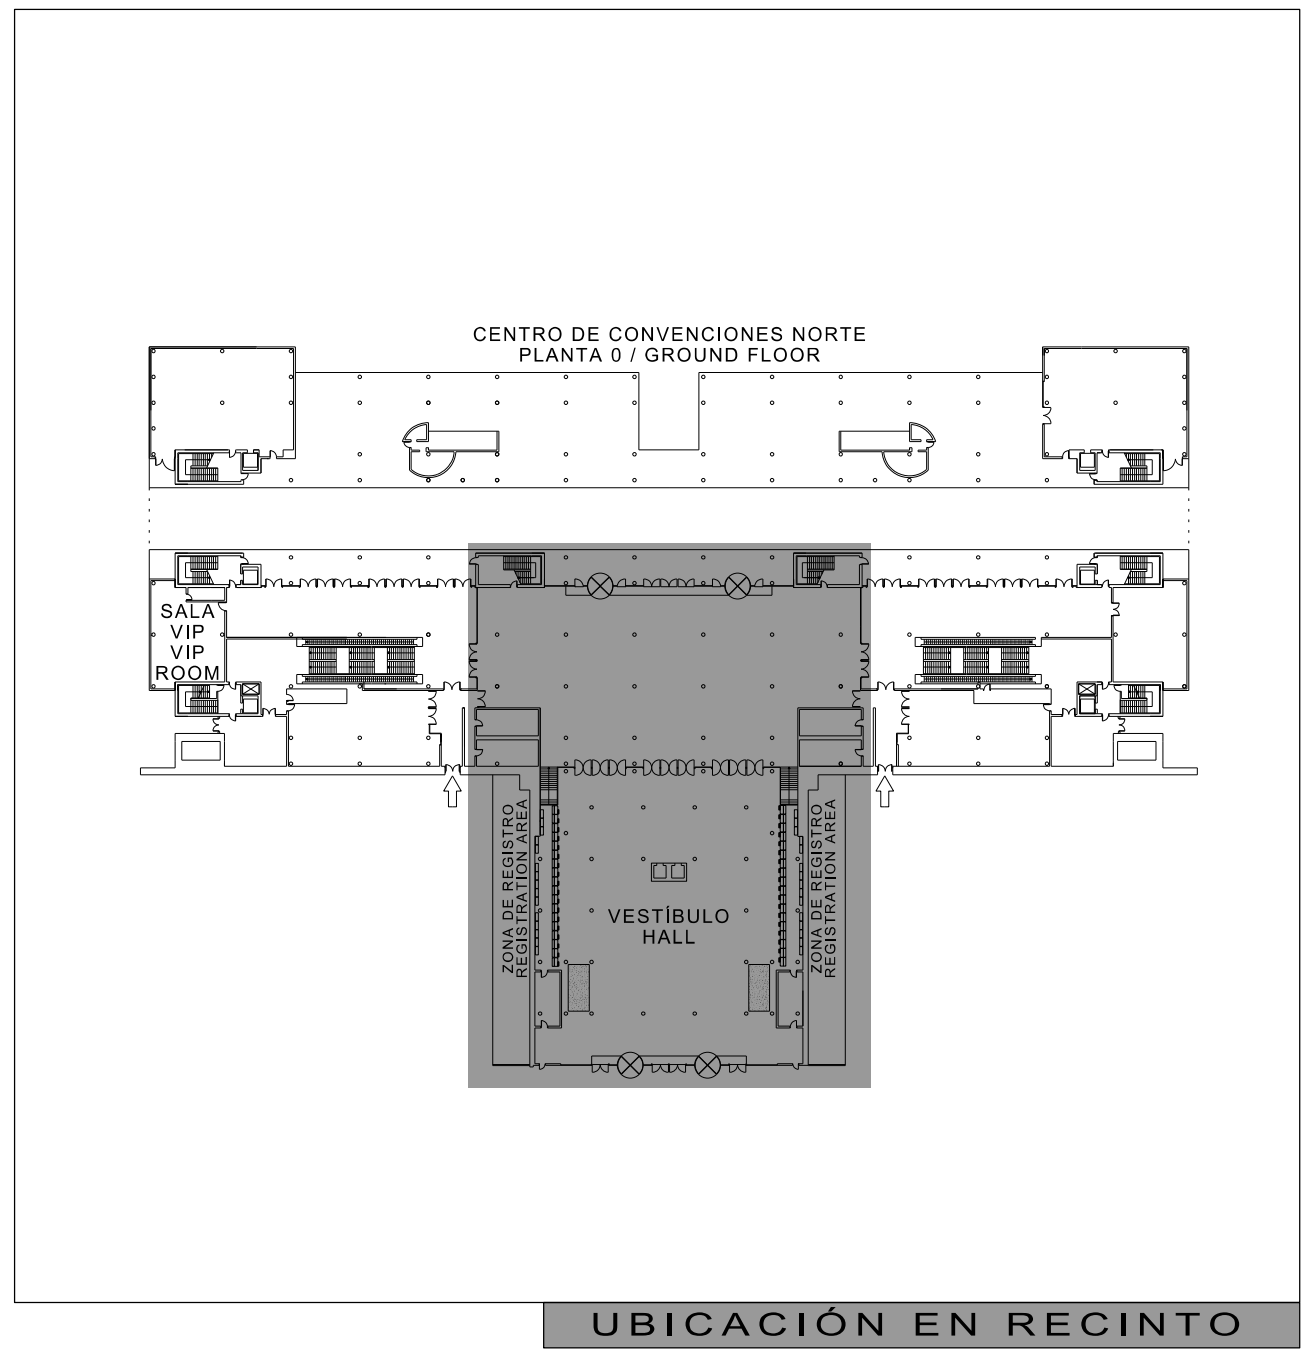 CENTRO DE CONVENCIONES NORTE
PLANTA 0 / GROUND FLOOR
SALA
VIP
VIP
ROOM
ZONA DE REGISTRO
REGISTRATION AREA
VESTÍBULO
HALL
ZONA DE REGISTRO
REGISTRATION AREA
UBICACIÓN EN RECINTO